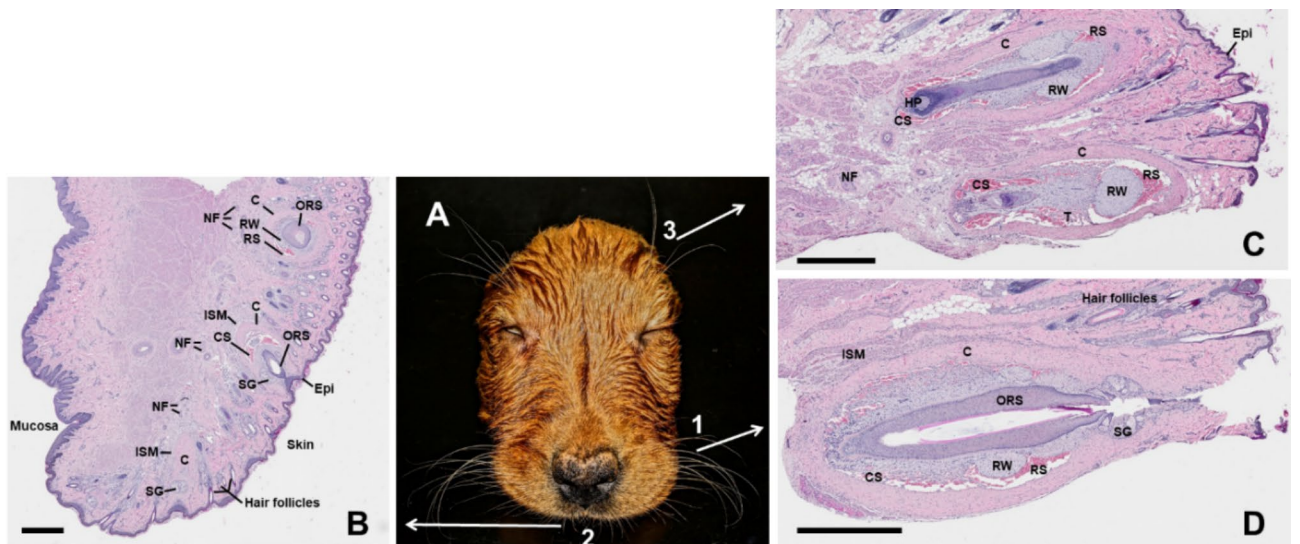 C
ORS
NF
RW
RS
ISM
C
CS
ORS
NF
SG
Epi
NF
Mucosa
Skin
ISM
C
SG
Hair follicles
B
A
3
1
2
C
RS
Epi
RW
HP
CS
C
NF
CS
RS
RW
T
C
Hair follicles
ISM
C
ORS
SG
CS
RW
RS
D